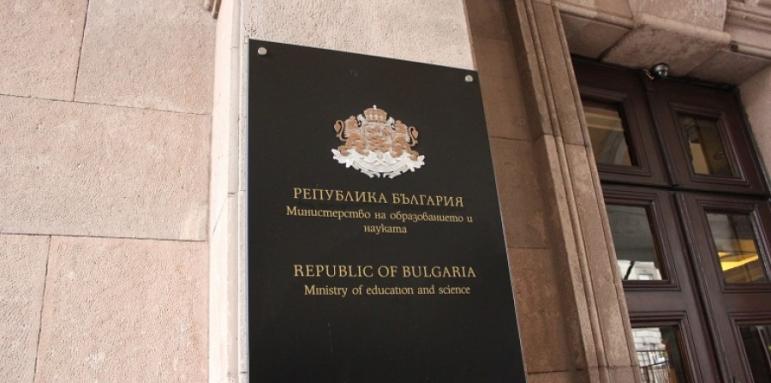 РЕПУБЛИКА БЪЛГАРИЯ
Министерство на образованието и
науката
REPUBLIC OF BULGARIA
Ministry of education and science